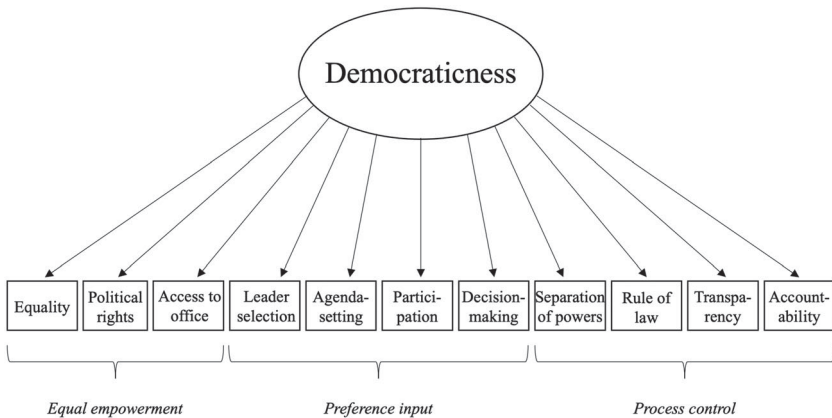 Democraticness
Equality
Political
rights
Access to
office
Leader
selection
Agenda-
setting
Partici-
pation
Decision-
making
Separation
of powers
Rule of
law
Transpa-
rency
Account-
ability
Equal empowerment
Preference input
Process control